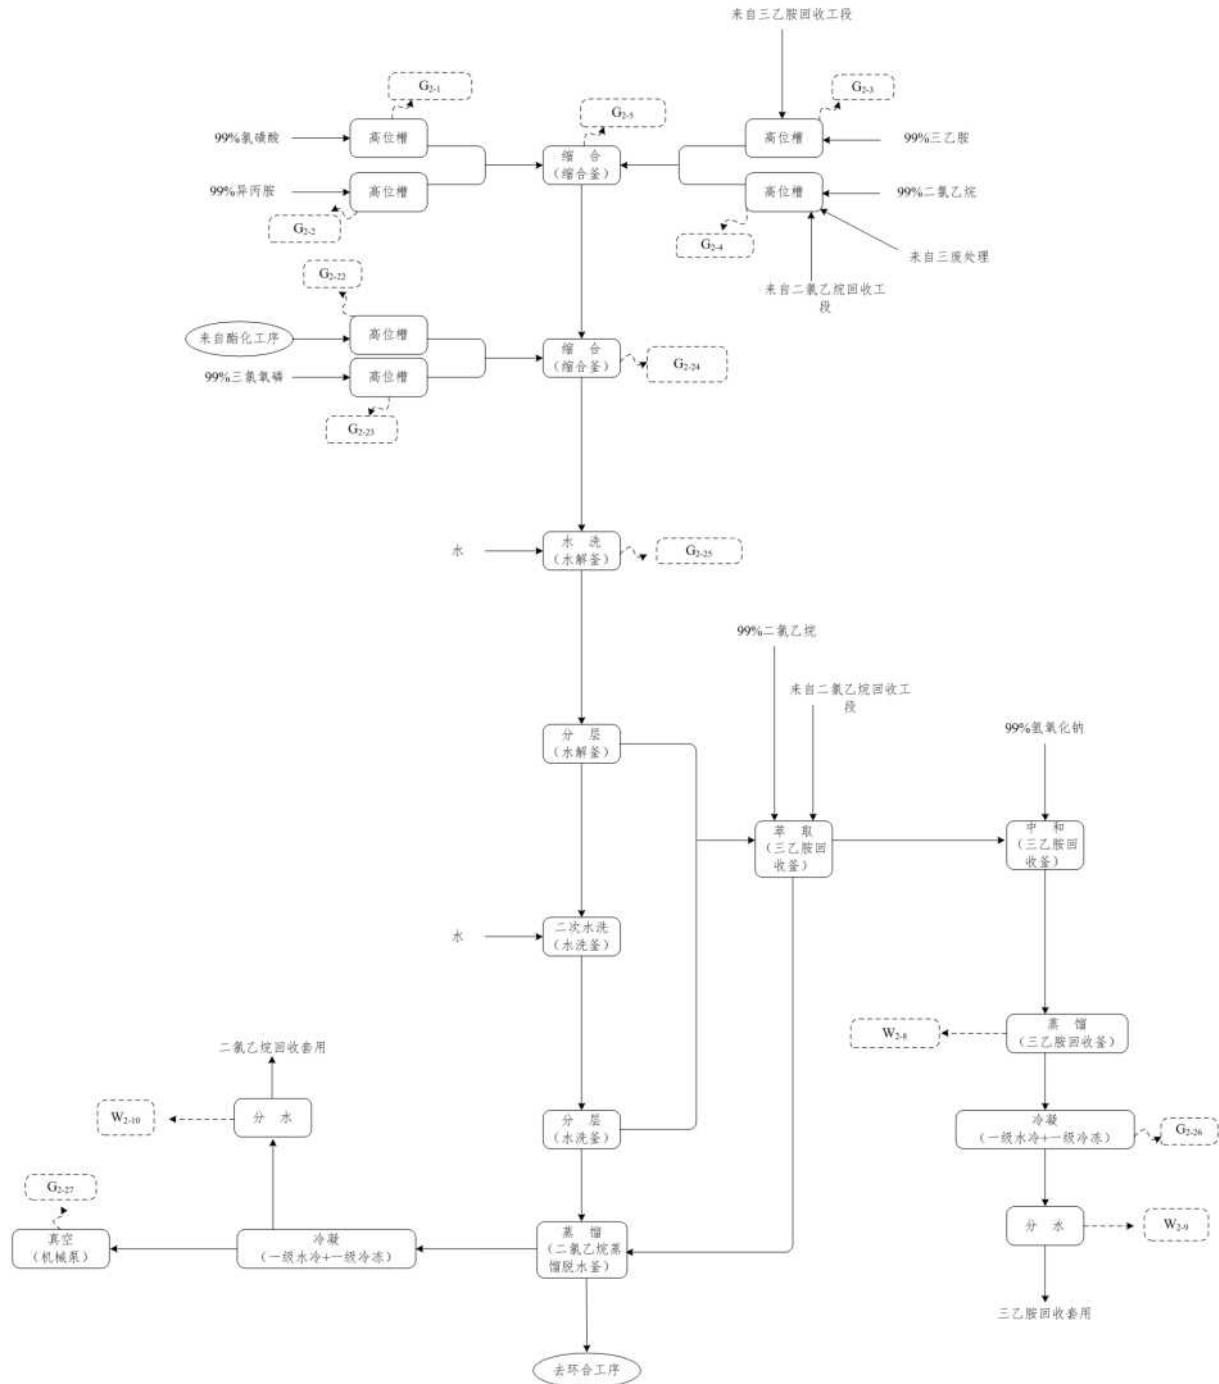 来自三乙胺回收工段
G2-1
G2-3
G2-5
99%氯磺酸
高位槽
缩 合
（缩合釜）
高位槽
99%三乙胺
99%异丙胺
高位槽
高位槽
99%二氯乙烷
G2-2
G2-4
来自三废处理
G2-22
来自二氯乙烷回收工
段
来自酯化工序
高位槽
缩 合
（缩合釜）
G2-24
99%三氯氧磷
高位槽
G2-23
水
水 洗
（水解釜）
G2-25
99%二氯乙烷
来自二氯乙烷回收工
段
分 层
（水解釜）
99%氢氧化钠
萃 取
（三乙胺回
收釜）
中 和
（三乙胺回
收釜）
水
二次水洗
（水洗釜）
W2-8
蒸 馏
（三乙胺回收釜）
二氯乙烷回收套用
W2-10
分 水
分 层
（水洗釜）
冷凝
（一级水冷+一级冷冻）
G2-26
G2-27
真空
（机械泵）
冷凝
（一级水冷+一级冷冻）
蒸 馏
（二氯乙烷蒸
馏脱水釜）
分 水
W2-9
三乙胺回收套用
去环合工序